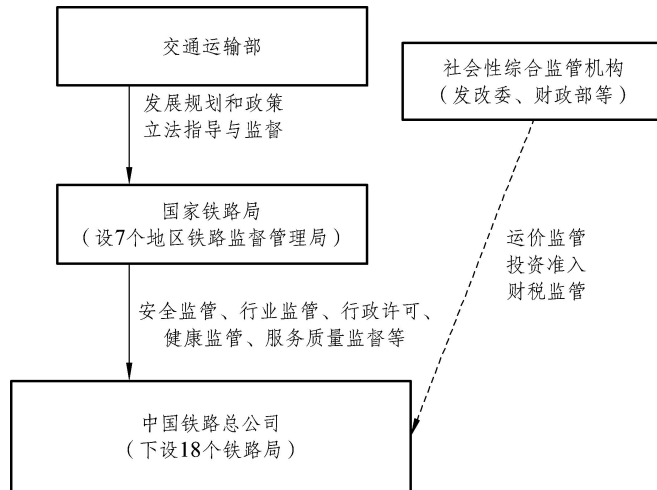 交通运输部
社会性综合监管机构
（发改委、财政部等）
发展规划和政策
立法指导与监督
国家铁路局
（设7个地区铁路监督管理局）
运价监管
投资准入
财税监管
安全监管、行业监管、行政许可、
健康监管、服务质量监督等
中国铁路总公司
（下设18个铁路局）